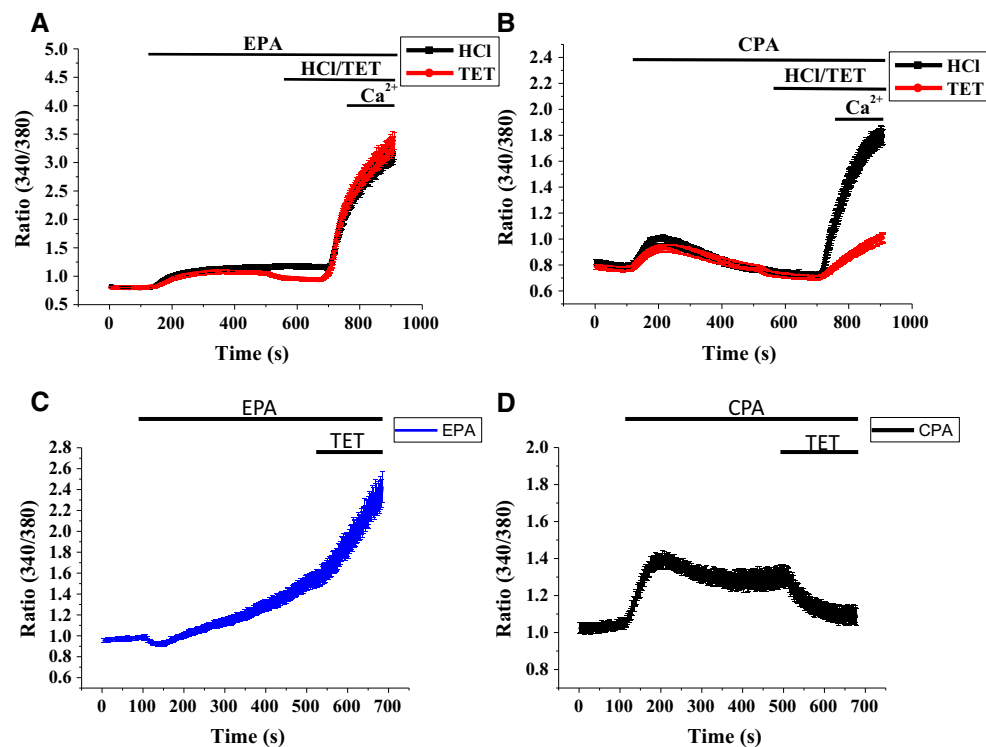 A
EPA
HCl/TET
Ca2+
HCl
TET
Ratio (340/380)
5.0
4.5
4.0
3.5
3.0
2.5
2.0
1.5
1.0
0.5
0 200 400 600 800 1000
Time (s)
B
CPA
HCl/TET
Ca2+
HCl
TET
Ratio (340/380)
2.4
2.2
2.0
1.8
1.6
1.4
1.2
1.0
0.8
0.6
0 200 400 600 800 1000
Time (s)
C
EPA
TET
EPA
Ratio (340/380)
2.8
2.6
2.4
2.2
2.0
1.8
1.6
1.4
1.2
1.0
0.8
0.6
0 100 200 300 400 500 600 700
Time (s)
D
CPA
TET
CPA
Ratio (340/380)
2.0
1.8
1.6
1.4
1.2
1.0
0.8
0 100 200 300 400 500 600 700
Time (s)